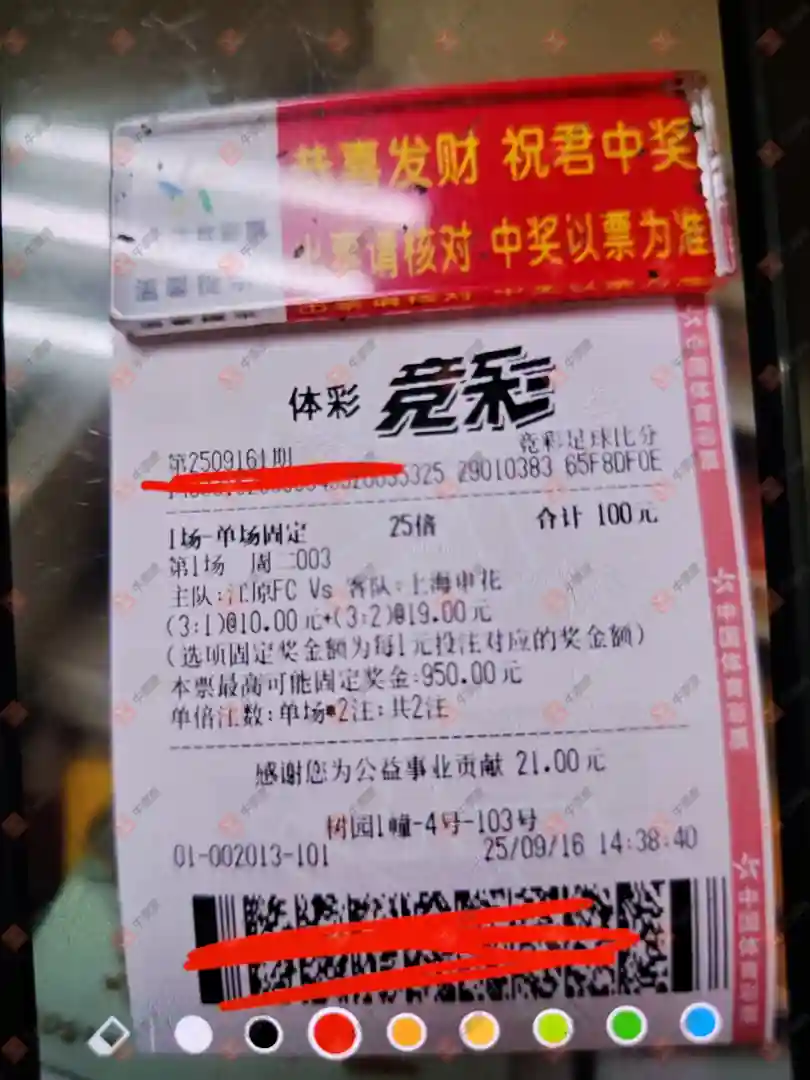 恭喜发财 祝君中奖
出票请核对 中奖以票为准
体彩 竞彩
竞彩足球比分
第2509161期
29010383 65F8DF0E
1场-单场固定 25倍 合计 100元
第1场 周二003
主队:江原FC Vs 客队:上海申花
(3:1)@10.00元+(3:2)@19.00元
(选项固定奖金额为每1元投注对应的奖金额)
本票最高可能固定奖金:950.00元
单倍注数:单场*2注;共2注
感谢您为公益事业贡献 21.00元
树园1幢-4号-103号
01-002013-101 25/09/16 14:38:40
中国体育彩票
中国体育彩票
中国体育彩票